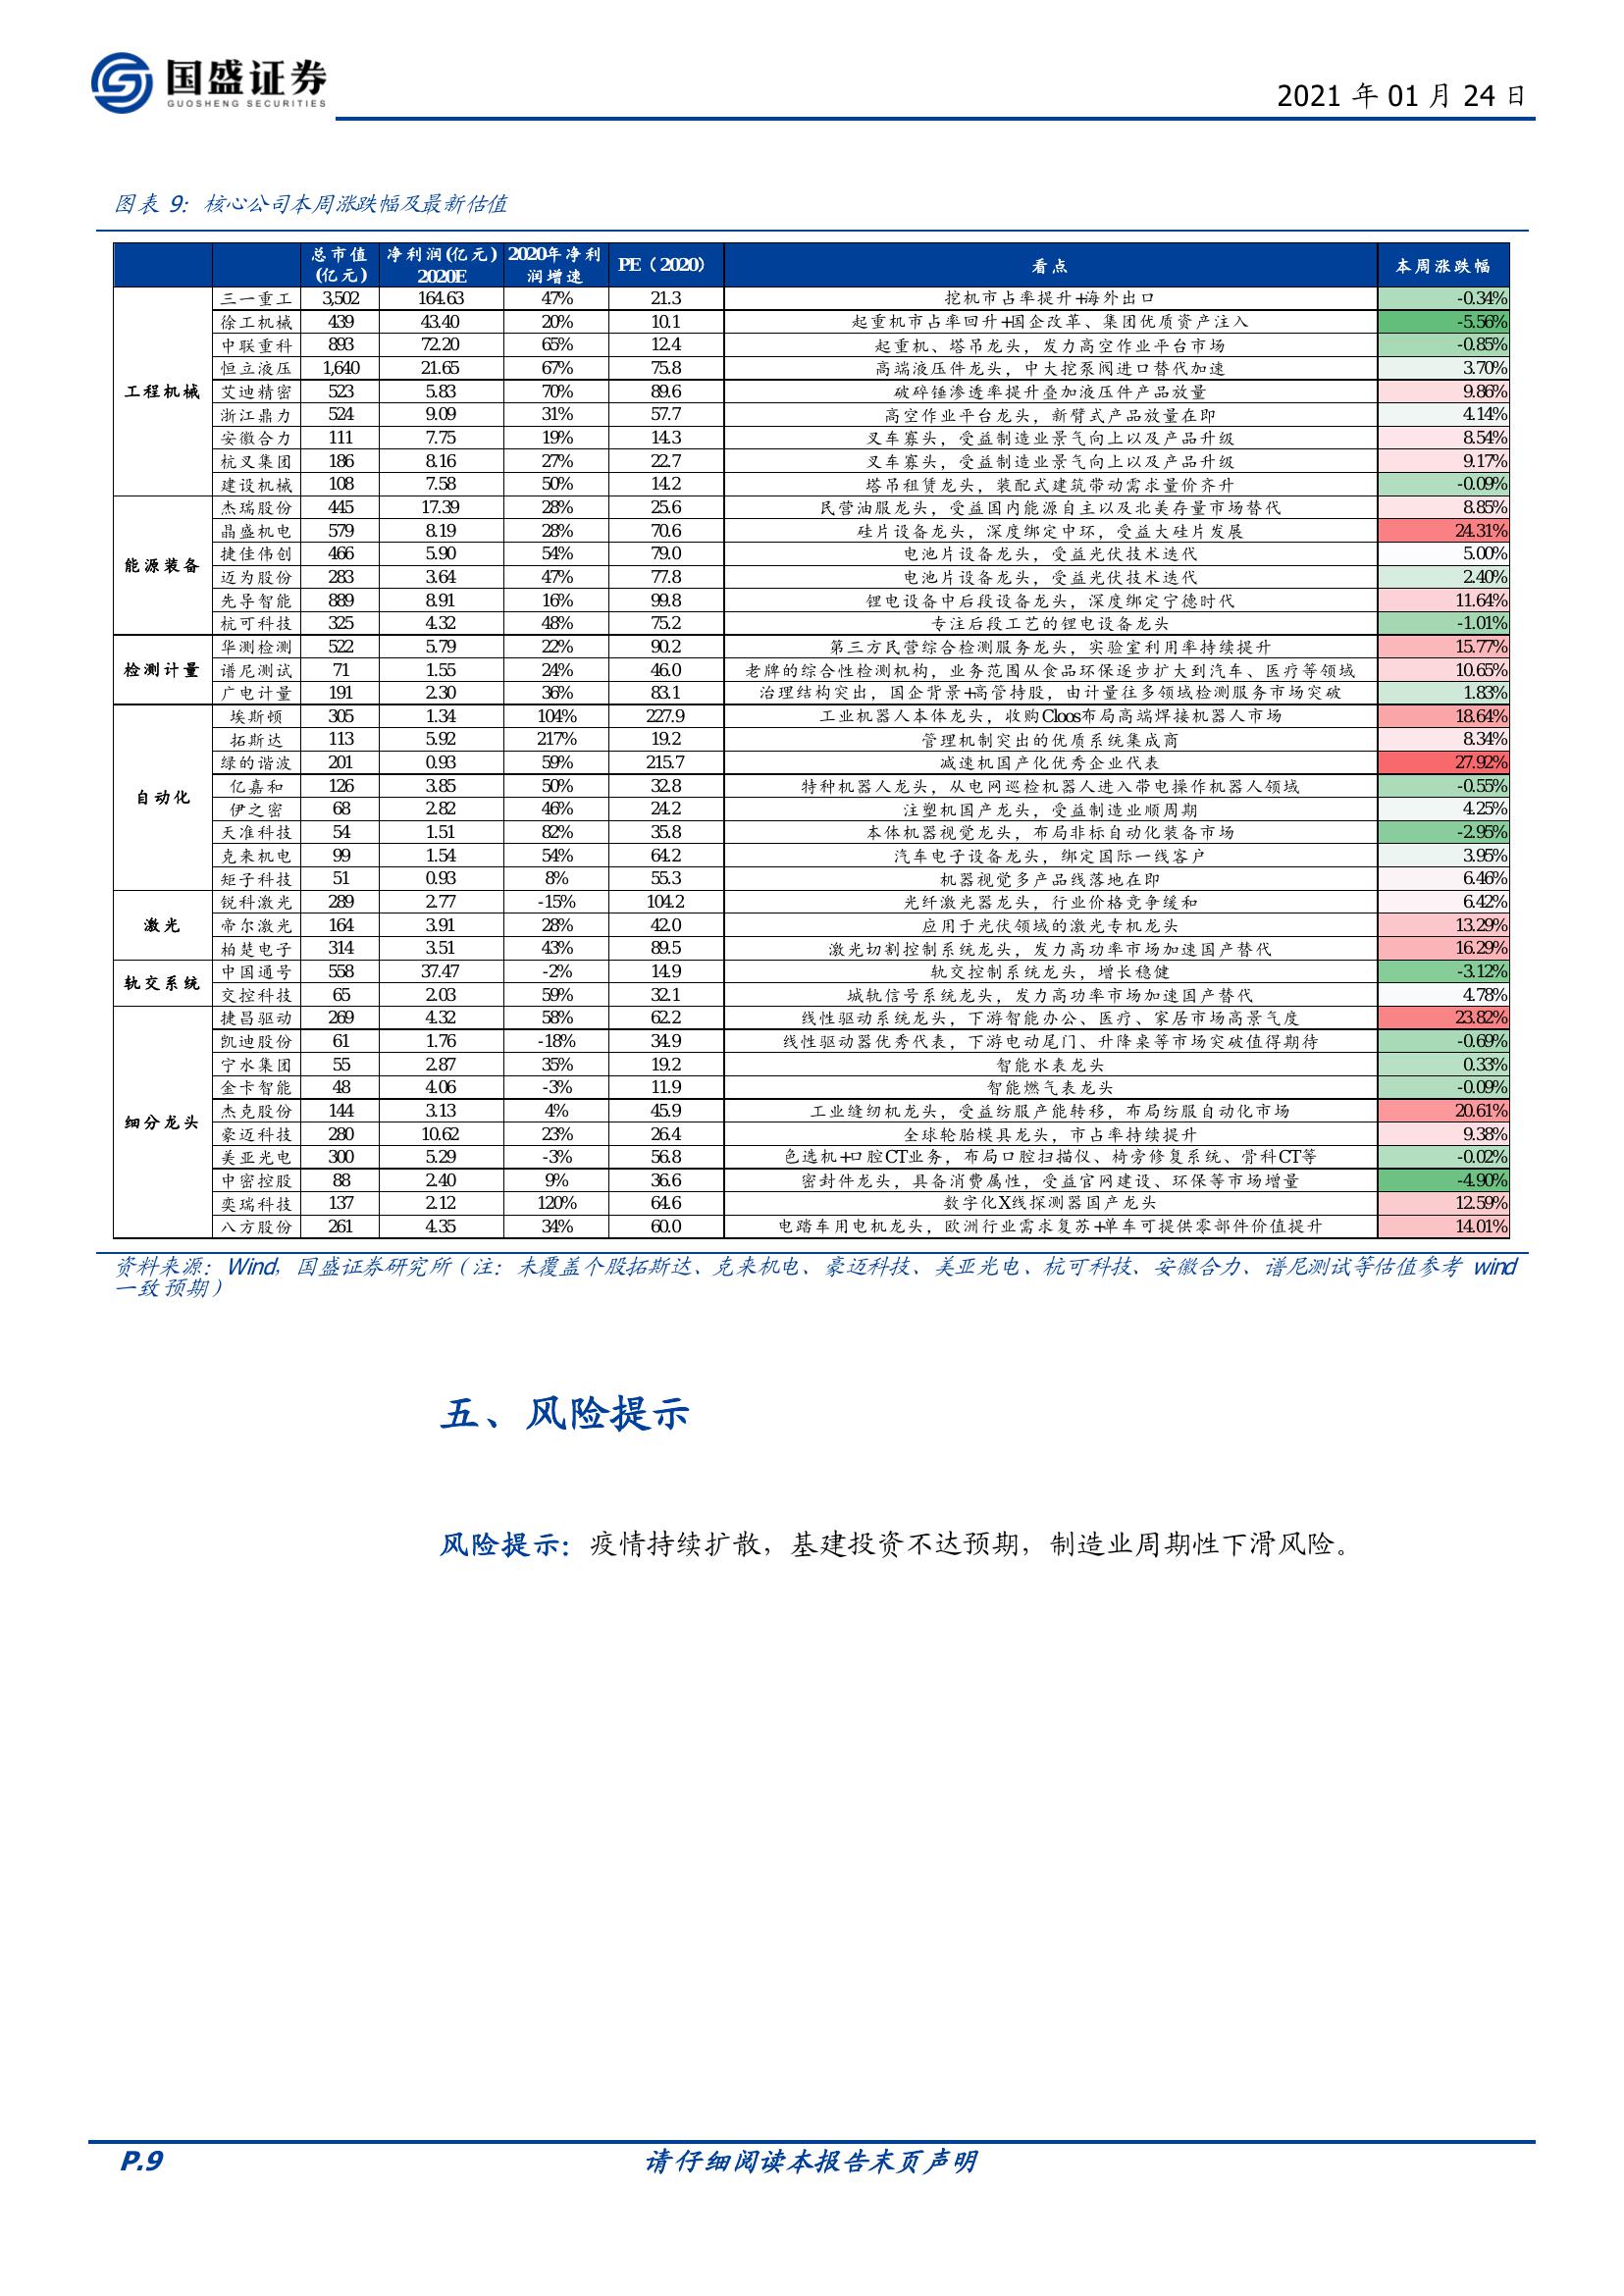 国盛证券
GUOSHENG SECURITIES
2021 年 01 月 24 日
图表 9：核心公司本周涨跌幅及最新估值
总市值(亿元) 净利润(亿元)2020E 2020年净利润增速 PE（2020） 看点 本周涨跌幅
工程机械
三一重工 3,502 164.63 47% 21.3 挖机市占率提升+海外出口 -0.34%
徐工机械 439 43.40 20% 10.1 起重机市占率回升+国企改革、集团优质资产注入 -5.56%
中联重科 893 72.20 65% 12.4 起重机、塔吊龙头，发力高空作业平台市场 -0.85%
恒立液压 1,640 21.65 67% 75.8 高端液压件龙头，中大挖泵阀进口替代加速 3.70%
艾迪精密 523 5.83 70% 89.6 破碎锤渗透率提升叠加液压件产品放量 9.86%
浙江鼎力 524 9.09 31% 57.7 高空作业平台龙头，新臂式产品放量在即 4.14%
安徽合力 111 7.75 19% 14.3 叉车寡头，受益制造业景气向上以及产品升级 8.54%
杭叉集团 186 8.16 27% 22.7 叉车寡头，受益制造业景气向上以及产品升级 9.17%
建设机械 108 7.58 50% 14.2 塔吊租赁龙头，装配式建筑带动需求量价齐升 -0.09%
能源装备
杰瑞股份 445 17.39 28% 25.6 民营油服龙头，受益国内能源自主以及北美存量市场替代 8.85%
晶盛机电 579 8.19 28% 70.6 硅片设备龙头，深度绑定中环，受益大硅片发展 24.31%
捷佳伟创 466 5.90 54% 79.0 电池片设备龙头，受益光伏技术迭代 5.00%
迈为股份 283 3.64 47% 77.8 电池片设备龙头，受益光伏技术迭代 2.40%
先导智能 889 8.91 16% 99.8 锂电设备中后段设备龙头，深度绑定宁德时代 11.64%
杭可科技 325 4.32 48% 75.2 专注后段工艺的锂电设备龙头 -1.01%
检测计量
华测检测 522 5.79 22% 90.2 第三方民营综合检测服务龙头，实验室利用率持续提升 15.77%
谱尼测试 71 1.55 24% 46.0 老牌的综合性检测机构，业务范围从食品环保逐步扩大到汽车、医疗等领域 10.65%
广电计量 191 2.30 36% 83.1 治理结构突出，国企背景+高管持股，由计量往多领域检测服务市场突破 1.83%
自动化
埃斯顿 305 1.34 104% 227.9 工业机器人本体龙头，收购Cloos布局高端焊接机器人市场 18.64%
拓斯达 113 5.92 217% 19.2 管理机制突出的优质系统集成商 8.34%
绿的谐波 201 0.93 59% 215.7 减速机国产化优秀企业代表 27.92%
亿嘉和 126 3.85 50% 32.8 特种机器人龙头，从电网巡检机器人进入带电操作机器人领域 -0.55%
伊之密 68 2.82 46% 24.2 注塑机国产龙头，受益制造业顺周期 4.25%
天准科技 54 1.51 82% 35.8 本体机器视觉龙头，布局非标自动化装备市场 -2.95%
克来机电 99 1.54 54% 64.2 汽车电子设备龙头，绑定国际一线客户 3.95%
矩子科技 51 0.93 8% 55.3 机器视觉多产品线落地在即 6.46%
激光
锐科激光 289 2.77 -15% 104.2 光纤激光器龙头，行业价格竞争缓和 6.42%
帝尔激光 164 3.91 28% 42.0 应用于光伏领域的激光专机龙头 13.29%
柏楚电子 314 3.51 43% 89.5 激光切割控制系统龙头，发力高功率市场加速国产替代 16.29%
轨交系统
中国通号 558 37.47 -2% 14.9 轨交控制系统龙头，增长稳健 -3.12%
交控科技 65 2.03 59% 32.1 城轨信号系统龙头，发力高功率市场加速国产替代 4.78%
细分龙头
捷昌驱动 269 4.32 58% 62.2 线性驱动系统龙头，下游智能办公、医疗、家居市场高景气度 23.82%
凯迪股份 61 1.76 -18% 34.9 线性驱动器优秀代表，下游电动尾门、升降桌等市场突破值得期待 -0.69%
宁水集团 55 2.87 35% 19.2 智能水表龙头 0.33%
金卡智能 48 4.06 -3% 11.9 智能燃气表龙头 -0.09%
杰克股份 144 3.13 4% 45.9 工业缝纫机龙头，受益纺服产能转移，布局纺服自动化市场 20.61%
豪迈科技 280 10.62 23% 26.4 全球轮胎模具龙头，市占率持续提升 9.38%
美亚光电 300 5.29 -3% 56.8 色选机+口腔CT业务，布局口腔扫描仪、椅旁修复系统、骨科CT等 -0.02%
中密控股 88 2.40 9% 36.6 密封件龙头，具备消费属性，受益官网建设、环保等市场增量 -4.90%
奕瑞科技 137 2.12 120% 64.6 数字化X线探测器国产龙头 12.59%
八方股份 261 4.35 34% 60.0 电踏车用电机龙头，欧洲行业需求复苏+单车可提供零部件价值提升 14.01%
资料来源：Wind，国盛证券研究所（注：未覆盖个股拓斯达、克来机电、豪迈科技、美亚光电、杭可科技、安徽合力、谱尼测试等估值参考 wind
一致预期）
五、风险提示
风险提示：疫情持续扩散，基建投资不达预期，制造业周期性下滑风险。
P.9 请仔细阅读本报告末页声明